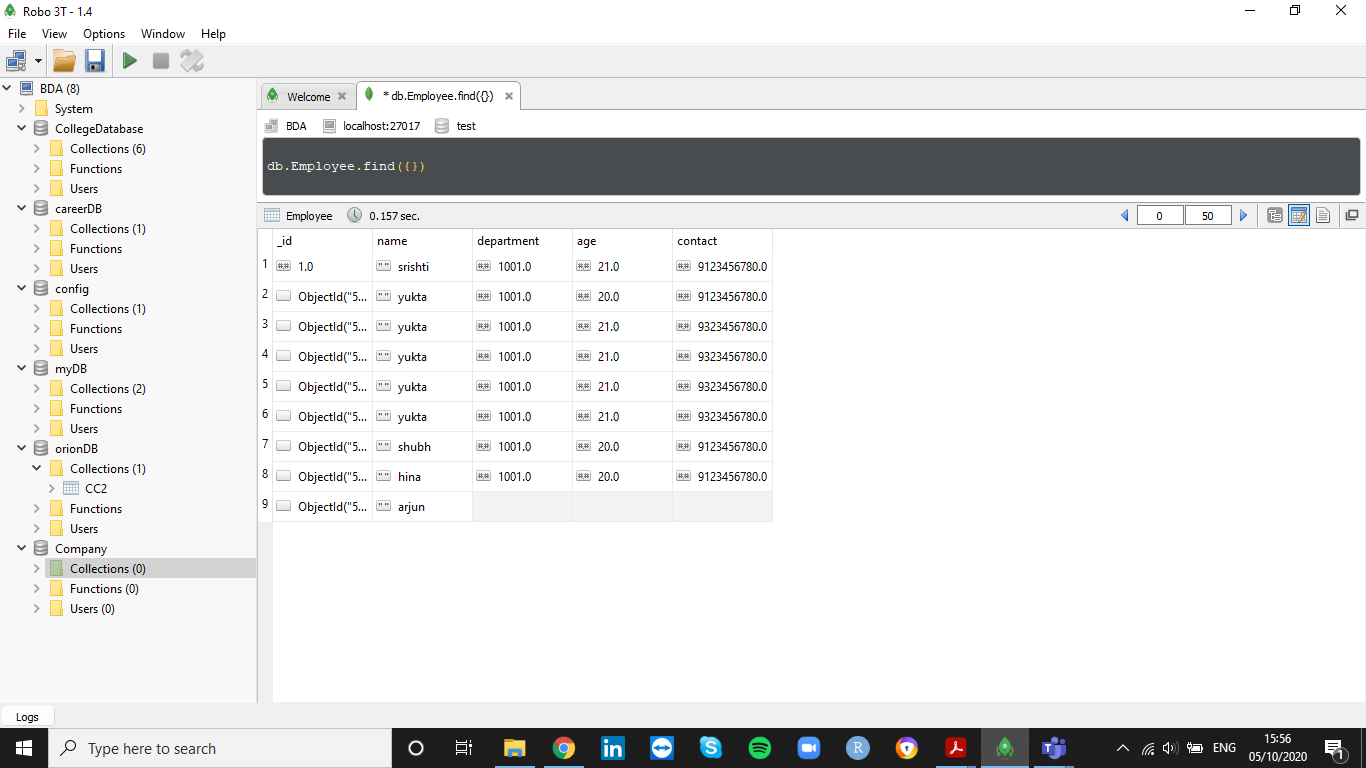 Robo 3T - 1.4
File View Options Window Help
BDA (8)
System
CollegeDatabase
Collections (6)
Functions
Users
careerDB
Collections (1)
Functions
Users
config
Collections (1)
Functions
Users
myDB
Collections (2)
Functions
Users
orionDB
Collections (1)
CC2
Functions
Users
Company
Collections (0)
Functions (0)
Users (0)
Welcome * db.Employee.find({})
BDA localhost:27017 test
db.Employee.find({})
Employee 0.157 sec. 0 50
_id name department age contact
1 1.0 srishti 1001.0 21.0 9123456780.0
2 ObjectId("5... yukta 1001.0 20.0 9123456780.0
3 ObjectId("5... yukta 1001.0 21.0 9323456780.0
4 ObjectId("5... yukta 1001.0 21.0 9323456780.0
5 ObjectId("5... yukta 1001.0 21.0 9323456780.0
6 ObjectId("5... yukta 1001.0 21.0 9323456780.0
7 ObjectId("5... shubh 1001.0 20.0 9123456780.0
8 ObjectId("5... hina 1001.0 20.0 9123456780.0
9 ObjectId("5... arjun
Logs
Type here to search
ENG
15:56
05/10/2020
1